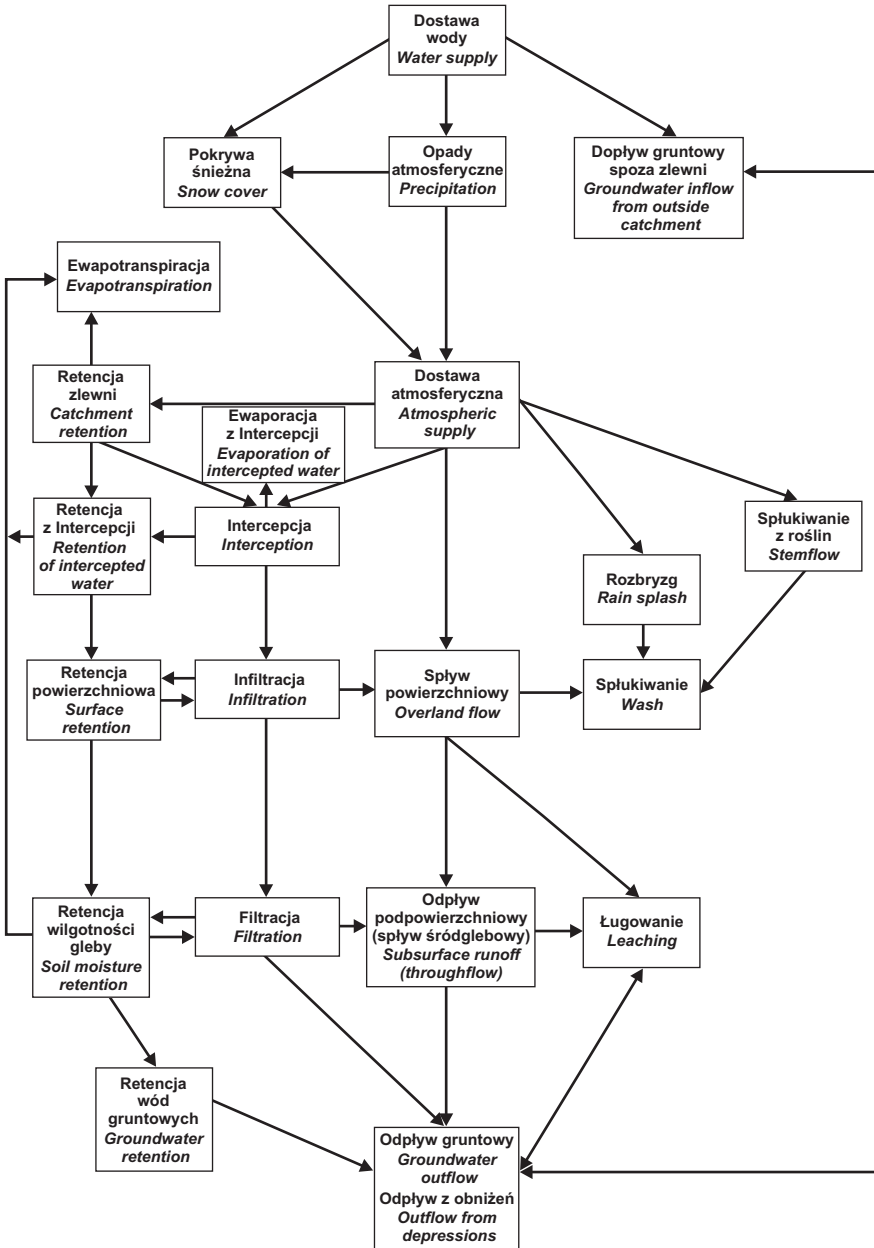 Dostawa
wody
Water supply
Pokrywa
śnieżna
Snow cover
Opady
atmosferyczne
Precipitation
Dopływ gruntowy
spoza zlewni
Groundwater inflow
from outside
catchment
Ewapotranspiracja
Evapotranspiration
Retencja
zlewni
Catchment
retention
Ewaporacja
z Intercepcji
Evaporation of
intercepted water
Dostawa
atmosferyczna
Atmospheric
supply
Retencja
z Intercepcji
Retention
of intercepted
water
Intercepcja
Interception
Spłukiwanie
z roślin
Stemflow
Rozbryzg
Rain splash
Retencja
powierzchniowa
Surface
retention
Infiltracja
Infiltration
Spływ
powierzchniowy
Overland flow
Spłukiwanie
Wash
Retencja
wilgotności
gleby
Soil moisture
retention
Filtracja
Filtration
Odpływ
podpowierzchniowy
(spływ śródglebowy)
Subsurface runoff
(throughflow)
Ługowanie
Leaching
Retencja
wód
gruntowych
Groundwater
retention
Odpływ gruntowy
Groundwater
outflow
Odpływ z obniżeń
Outflow from
depressions